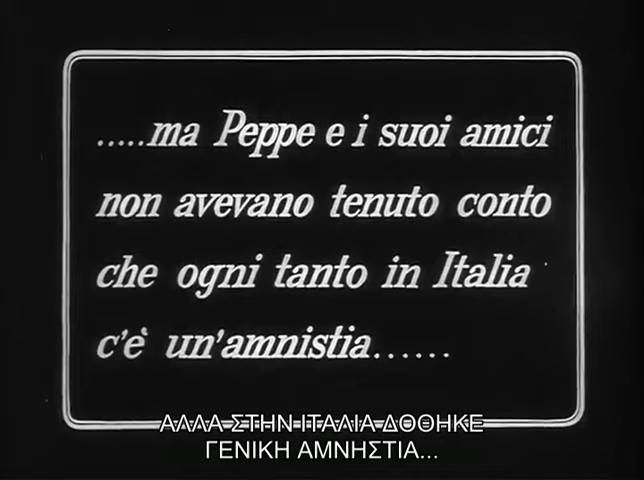 .....ma Peppe e i suoi amici
non avevano tenuto conto
che ogni tanto in Italia
c'è un'amnistia......
ΑΛΛΑ ΣΤΗΝ ΙΤΑΛΙΑ ΔΟΘΗΚΕ
ΓΕΝΙΚΗ ΑΜΝΗΣΤΙΑ...